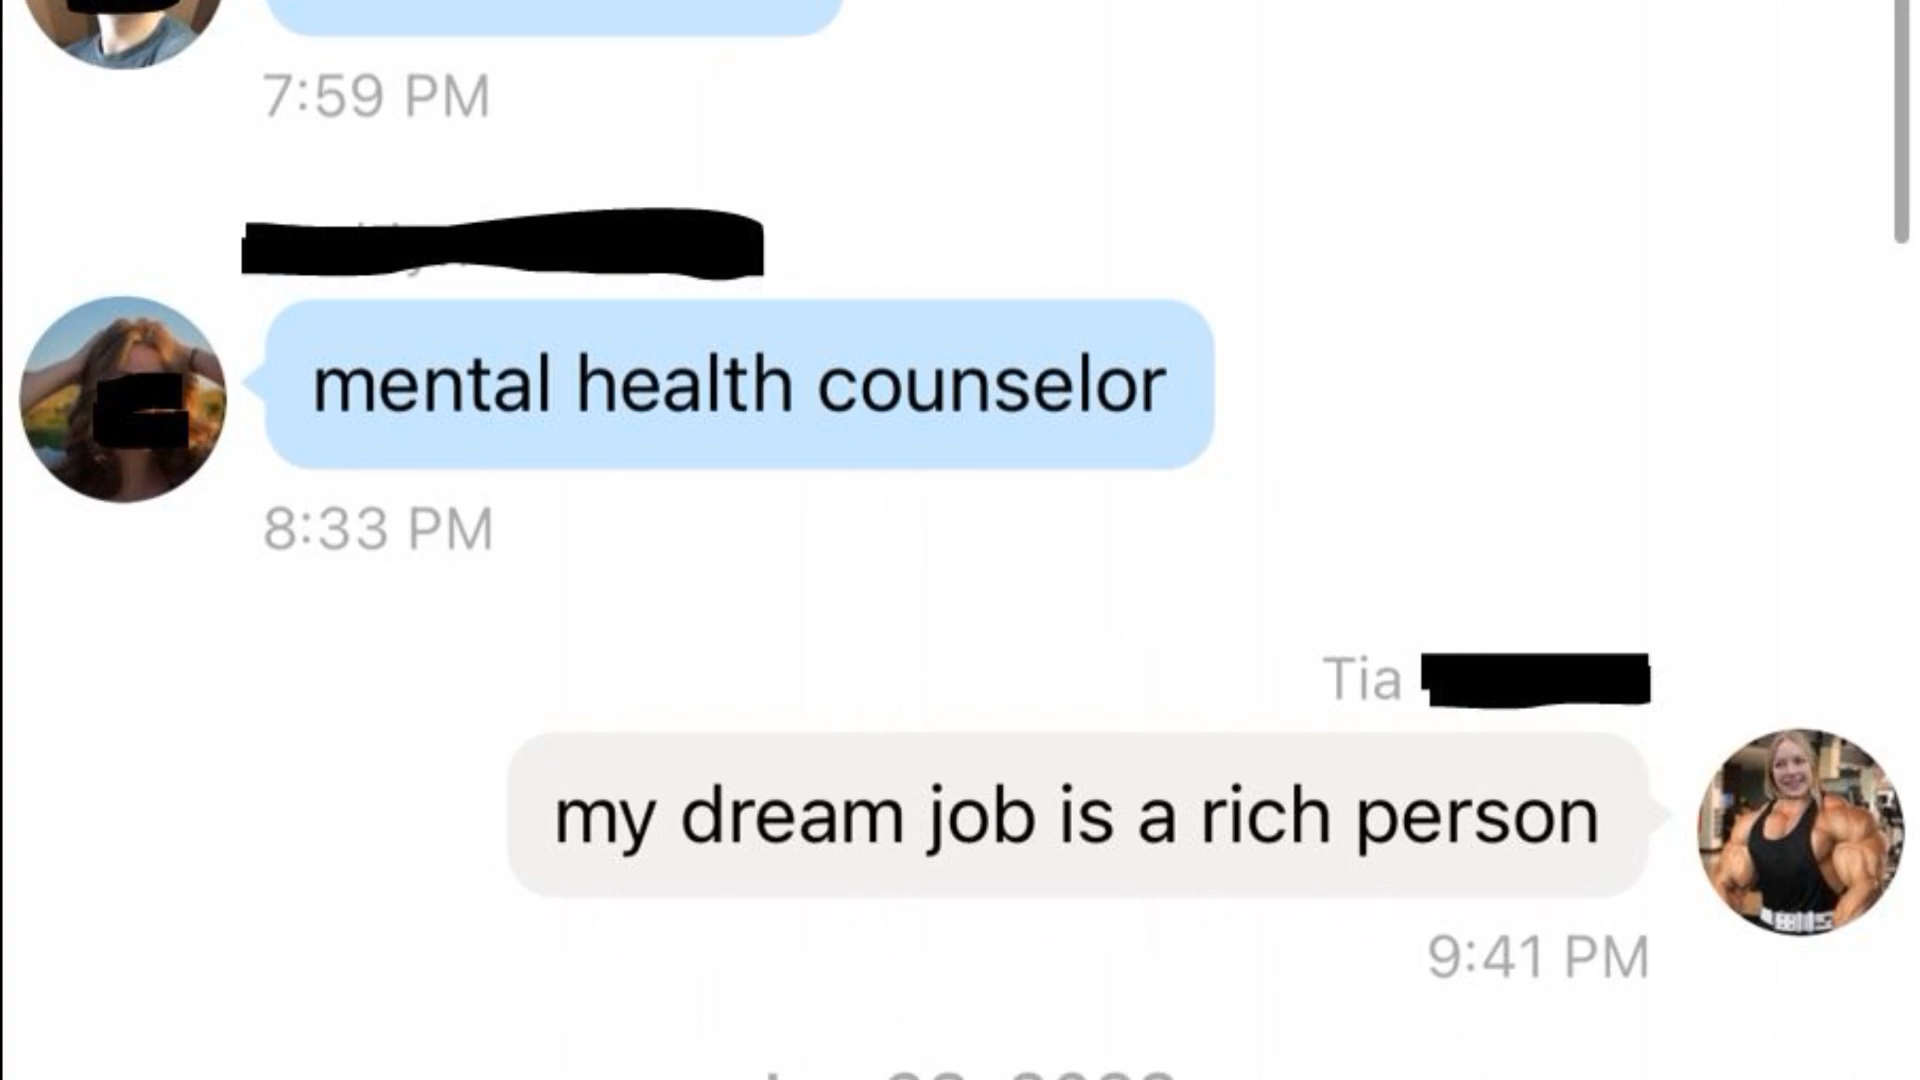 7:59 PM
mental health counselor
8:33 PM
Tia
my dream job is a rich person
9:41 PM